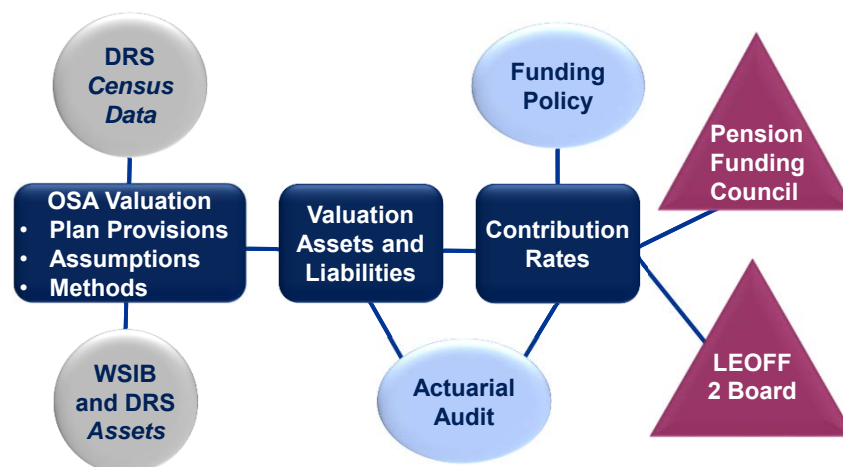 DRS
Census
Data
Funding
Policy
Pension
Funding
Council
OSA Valuation
• Plan Provisions
• Assumptions
• Methods
Valuation
Assets and
Liabilities
Contribution
Rates
WSIB
and DRS
Assets
Actuarial
Audit
LEOFF
2 Board